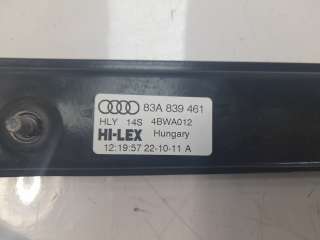 83A 839 461
HLY 14S 4BWA012
HI-LEX Hungary
12:19:57 22-10-11 A